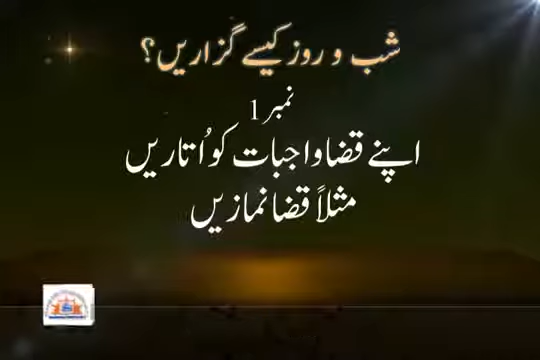 شب و روز کیسے گزاریں؟
نمبر 1
اپنے قضا واجبات کو اُتاریں
مثلاً قضا نمازیں